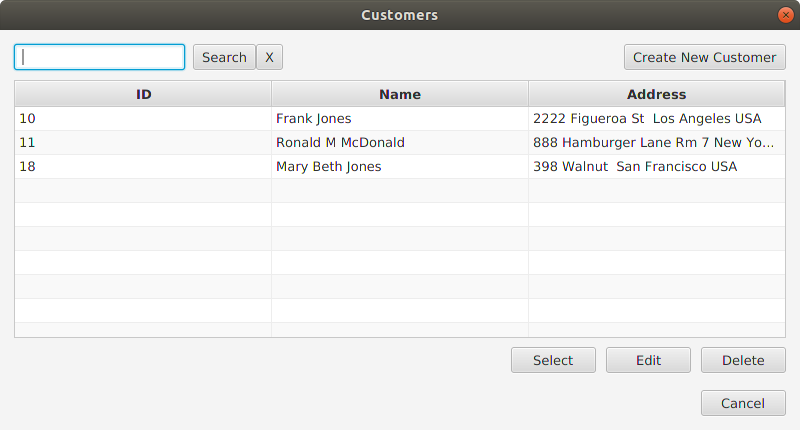 Customers
Search X Create New Customer
ID Name Address
10 Frank Jones 2222 Figueroa St  Los Angeles USA
11 Ronald M McDonald 888 Hamburger Lane Rm 7 New Yo...
18 Mary Beth Jones 398 Walnut  San Francisco USA
Select Edit Delete
Cancel